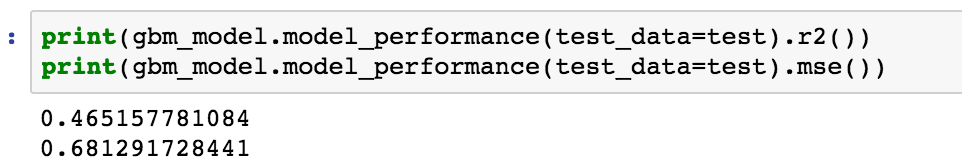 :
print(gbm_model.model_performance(test_data=test).r2())
print(gbm_model.model_performance(test_data=test).mse())
0.465157781084
0.681291728441